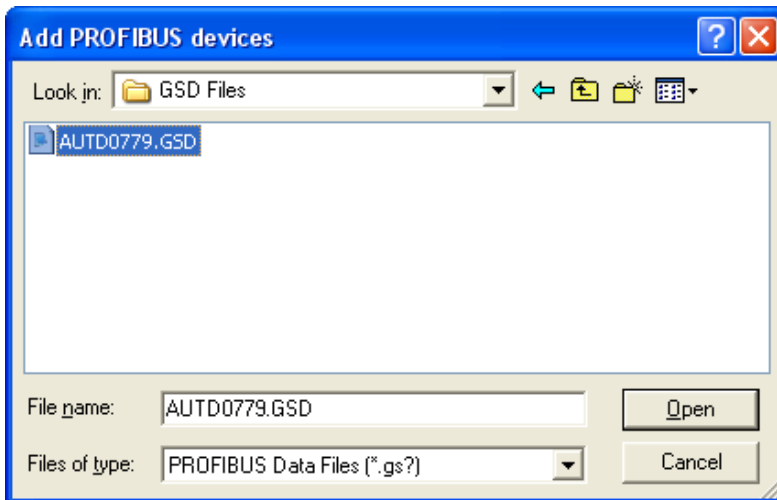 Add PROFIBUS devices
Look in: GSD Files
AUTD0779.GSD
File name: AUTD0779.GSD Open
Files of type: PROFIBUS Data Files (*.gs?) Cancel